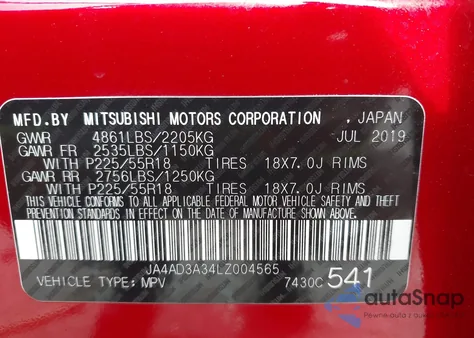 MFD.BY MITSUBISHI MOTORS CORPORATION , JAPAN
GVWR 4861LBS/2205KG JUL 2019
GAWR FR 2535LBS/1150KG
WITH P225/55R18 TIRES 18X7.0J RIMS
GAWR RR 2756LBS/1250KG
WITH P225/55R18 TIRES 18X7.0J RIMS
THIS VEHICLE CONFORMS TO ALL APPLICABLE FEDERAL MOTOR VEHICLE SAFETY AND THEFT
PREVENTION STANDARDS IN EFFECT ON THE DATE OF MANUFACTURE SHOWN ABOVE.
JA4AD3A34LZ004565
VEHICLE TYPE: MPV 7430C 541
autoSnap